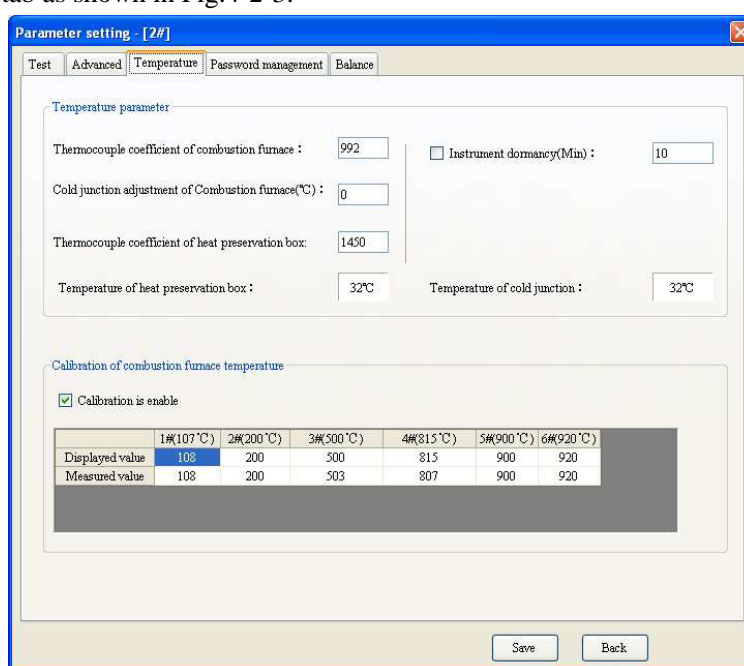 tab as shown in Fig.4-2-3.
Parameter setting - [2#]
Test Advanced Temperature Password management Balance
Temperature parameter
Thermocouple coefficient of combustion furnace : 992 Instrument dormancy(Min) : 10
Cold junction adjustment of Combustion furnace(℃) : 0
Thermocouple coefficient of heat preservation box: 1450
Temperature of heat preservation box : 32℃ Temperature of cold junction : 32℃
Calibration of combustion furnace temperature
Calibration is enable
1#(107℃) 2#(200℃) 3#(500℃) 4#(815℃) 5#(900℃) 6#(920℃)
Displayed value 108 200 500 815 900 920
Measured value 108 200 503 807 900 920
Save Back